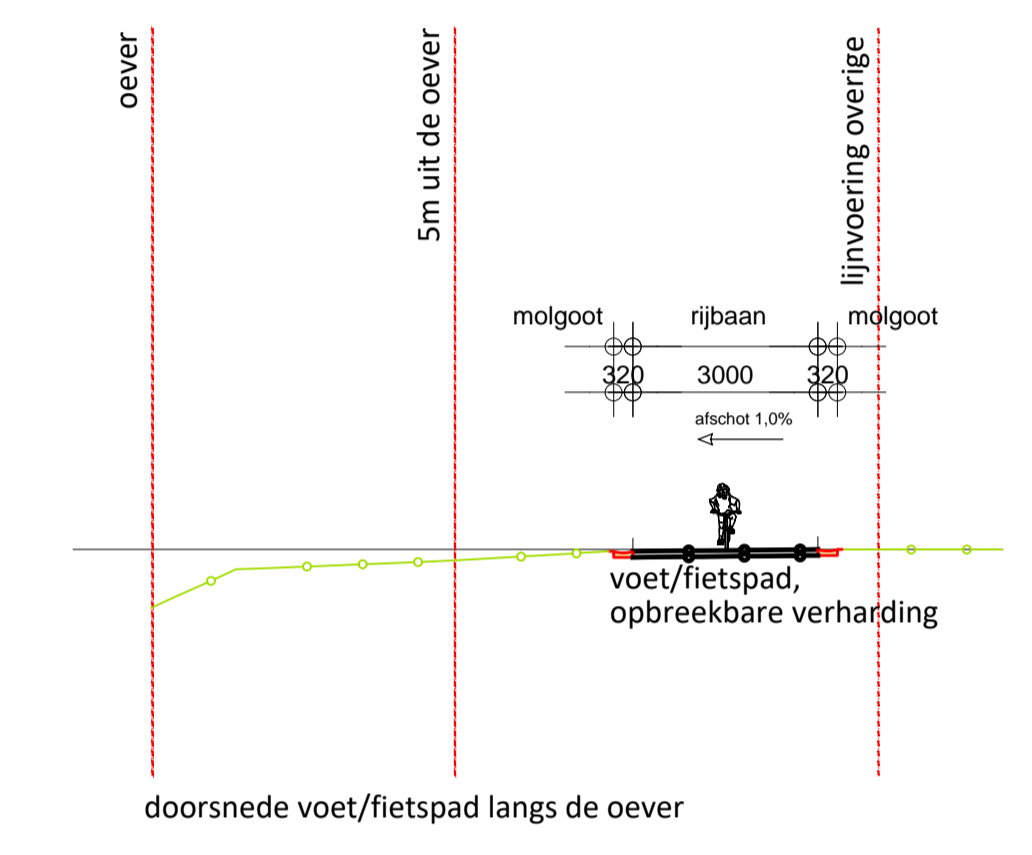 oever
5m uit de oever
lijnvoering overige
molgoot rijbaan molgoot
320 3000 320
afschot 1,0%
voet/fietspad,
opbreekbare verharding
doorsnede voet/fietspad langs de oever